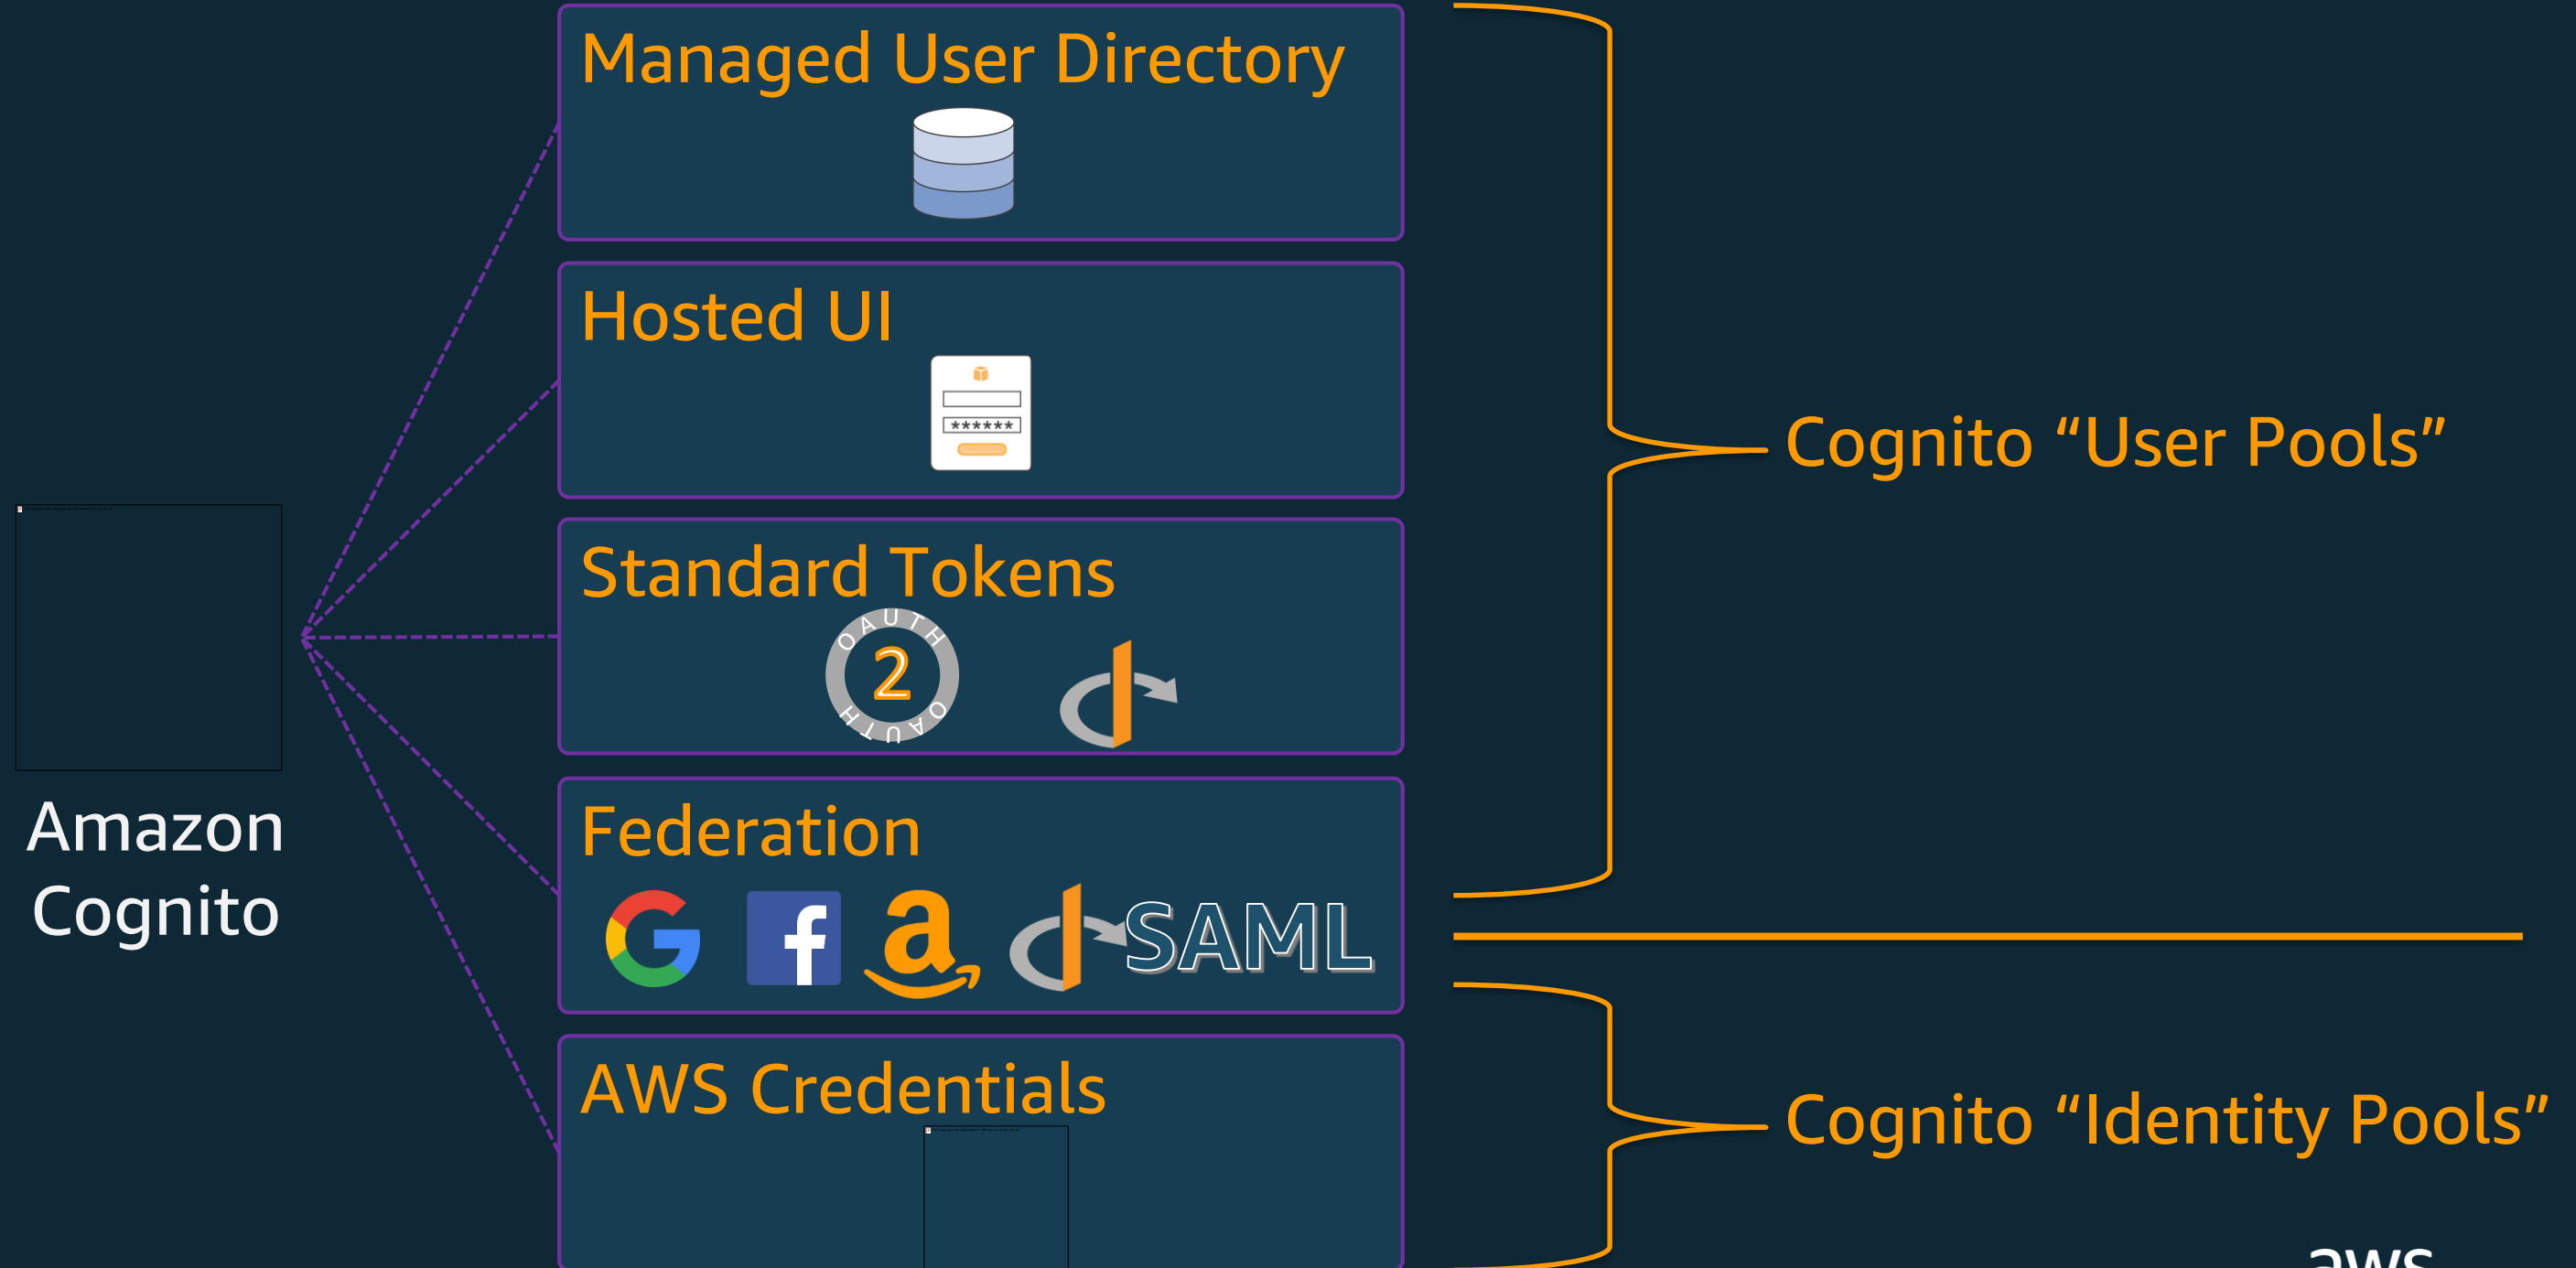 Managed User Directory
Hosted UI
******
Standard Tokens
OAUTH
2
OAUTH
Federation
G
f
a
SAML
AWS Credentials
Amazon
Cognito
Cognito “User Pools”
Cognito “Identity Pools”
aws